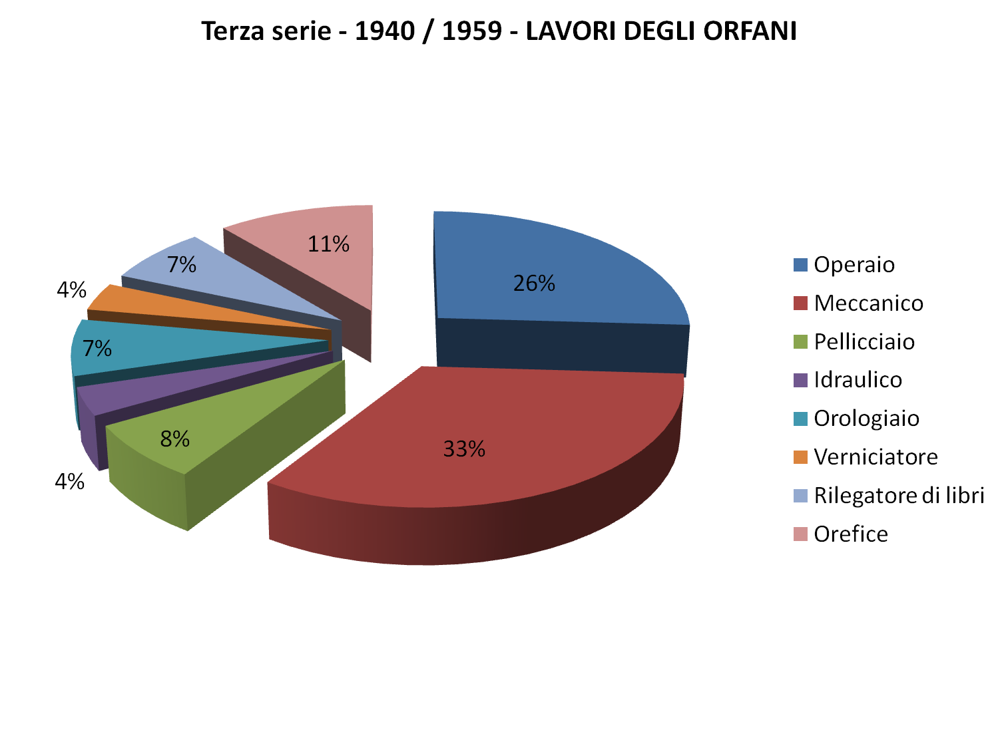 Terza serie - 1940 / 1959 - LAVORI DEGLI ORFANI
11%
7%
26%
4%
7%
8%
33%
4%
Operaio
Meccanico
Pellicciaio
Idraulico
Orologiaio
Verniciatore
Rilegatore di libri
Orefice